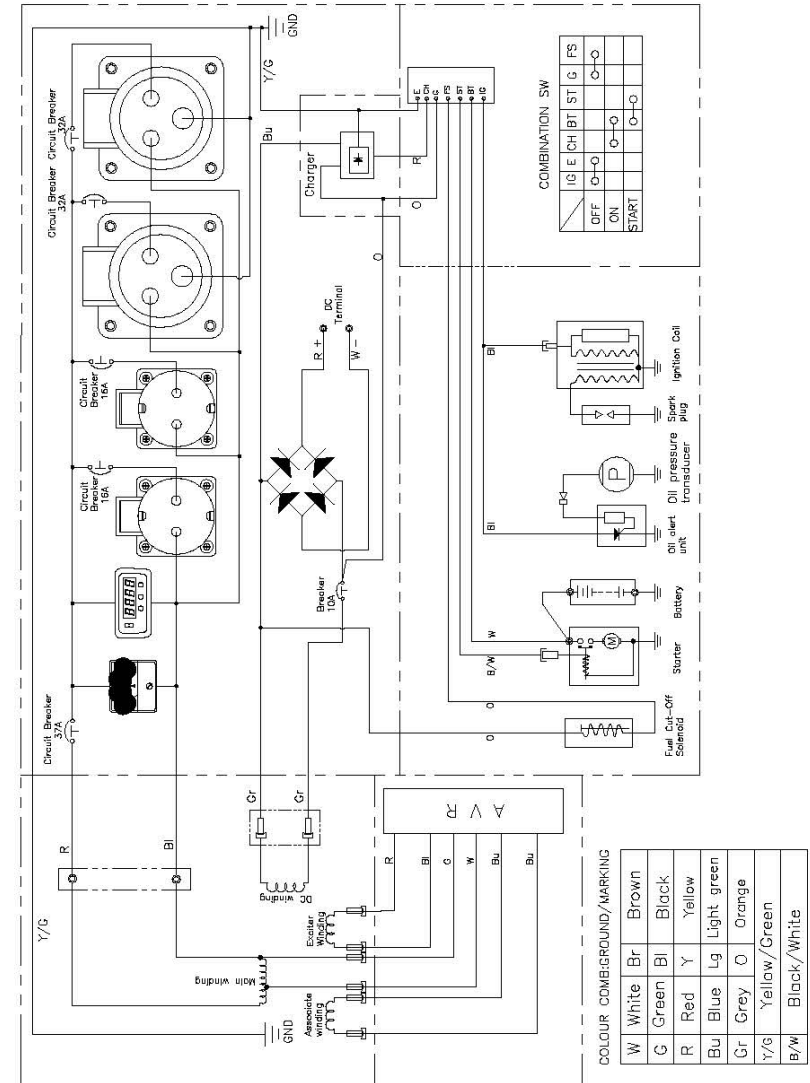 GND
Y/G
Circuit Breaker
32A
Circuit Breaker
32A
Circuit
Breaker
16A
Circuit
Breaker
16A
Circuit Breaker
37A
V
8888
Bu
Charger
R
O
O
E
CH
G
FS
ST
BT
IG
COMBINATION SW
IG E CH BT ST G FS
OFF
ON
START
R +
W -
DC
Terminal
Breaker
10A
Bl
Ignition Coil
Spark
plug
P
Oil pressure
transducer
Bl
Oil alert
unit
Battery
W
B/W
M
Starter
O
O
Fuel Cut-Off
Solenoid
R
Bl
Gr
Gr
DC winding
Y/G
Main winding
Exciter
Winding
Associate
winding
GND
AVR
R
Bl
G
W
Bu
Bu
COLOUR COMB:GROUND/MARKING
W White Br Brown
G Green Bl Black
R Red Y Yellow
Bu Blue Lg Light green
Gr Grey O Orange
Y/G Yellow/Green
B/W Black/White